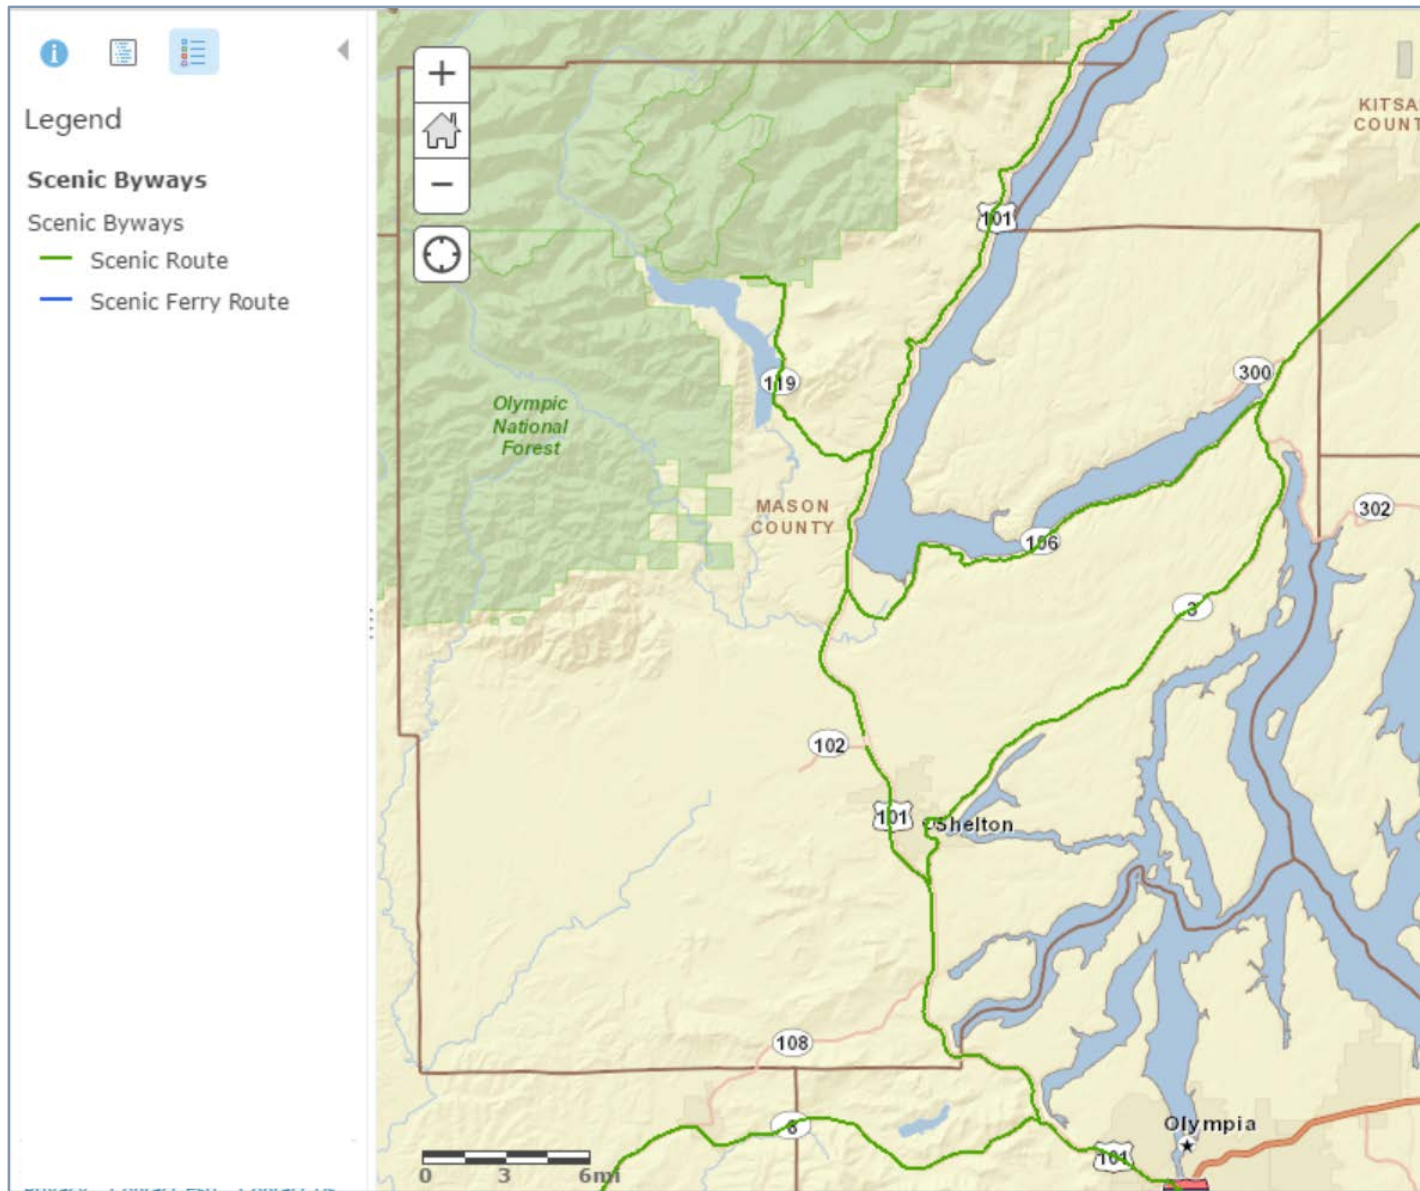 Legend
Scenic Byways
Scenic Byways
Scenic Route
Scenic Ferry Route
KITSA
COUNT
101
119
300
Olympic
National
Forest
MASON
COUNTY
302
106
3
102
101
Shelton
108
8
Olympia
101
0 3 6mi